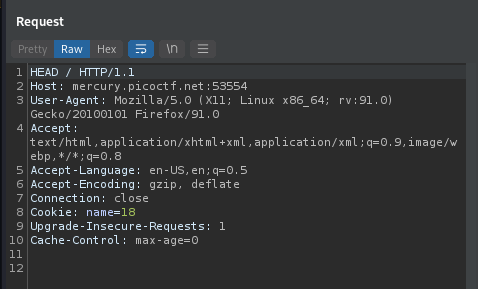 Request
Pretty Raw Hex \n
1 HEAD / HTTP/1.1
2 Host: mercury.picoctf.net:53554
3 User-Agent: Mozilla/5.0 (X11; Linux x86_64; rv:91.0)
Gecko/20100101 Firefox/91.0
4 Accept:
text/html,application/xhtml+xml,application/xml;q=0.9,image/w
ebp,*/*;q=0.8
5 Accept-Language: en-US,en;q=0.5
6 Accept-Encoding: gzip, deflate
7 Connection: close
8 Cookie: name=18
9 Upgrade-Insecure-Requests: 1
10 Cache-Control: max-age=0
11
12